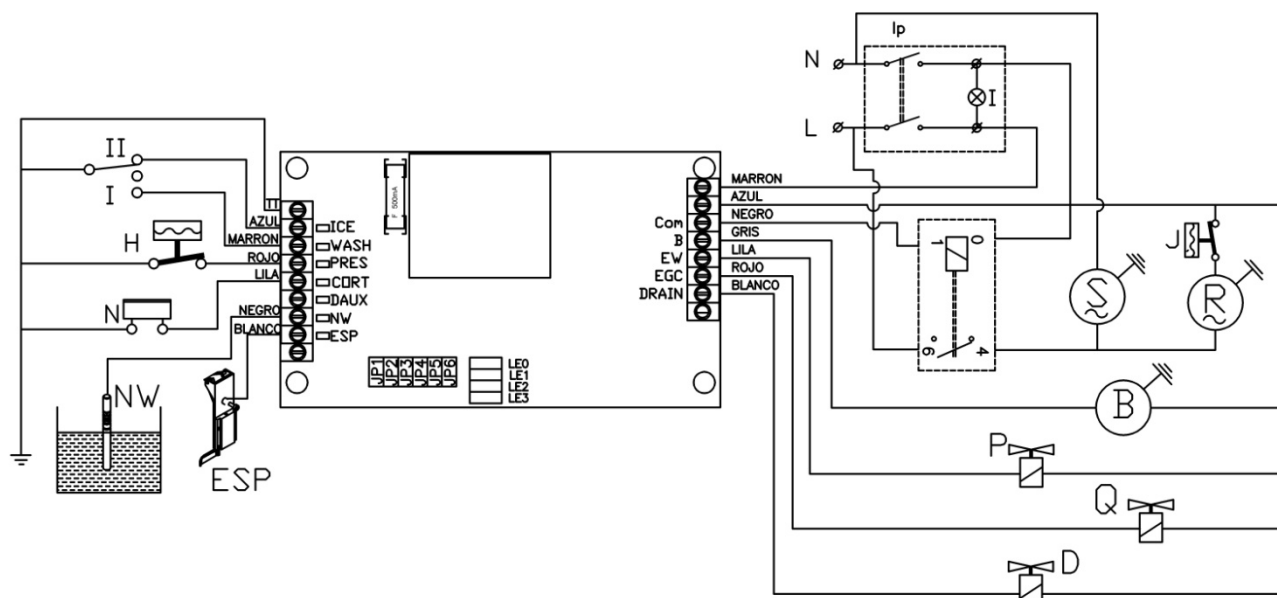 Ip
N
L
I
II
I
H
N
NW
ESP
TT
AZUL
MARRON
ROJO
LILA
NEGRO
BLANCO
ICE
WASH
PRES
CORT
DAUX
NW
ESP
F 500mA
JP1
JP2
JP3
JP4
JP5
JP6
LE0
LE1
LE2
LE3
Com
B
EW
EGC
DRAIN
MARRON
AZUL
NEGRO
GRIS
LILA
ROJO
BLANCO
1
0
9
4
S
J
R
B
P
Q
D